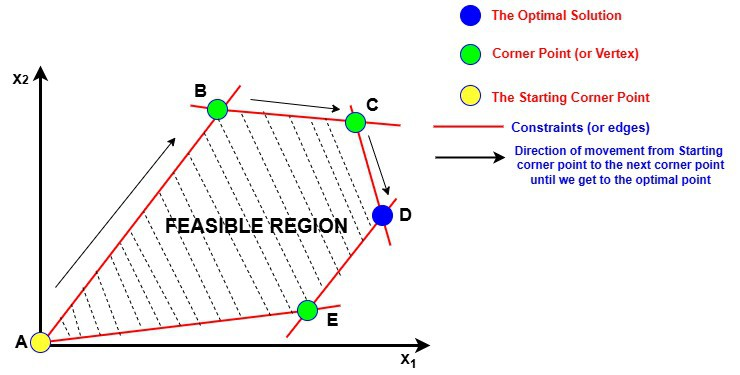 The Optimal Solution
Corner Point (or Vertex)
The Starting Corner Point
Constraints (or edges)
Direction of movement from Starting
corner point to the next corner point
until we get to the optimal point
X2
B
C
FEASIBLE REGION
D
E
A
X1